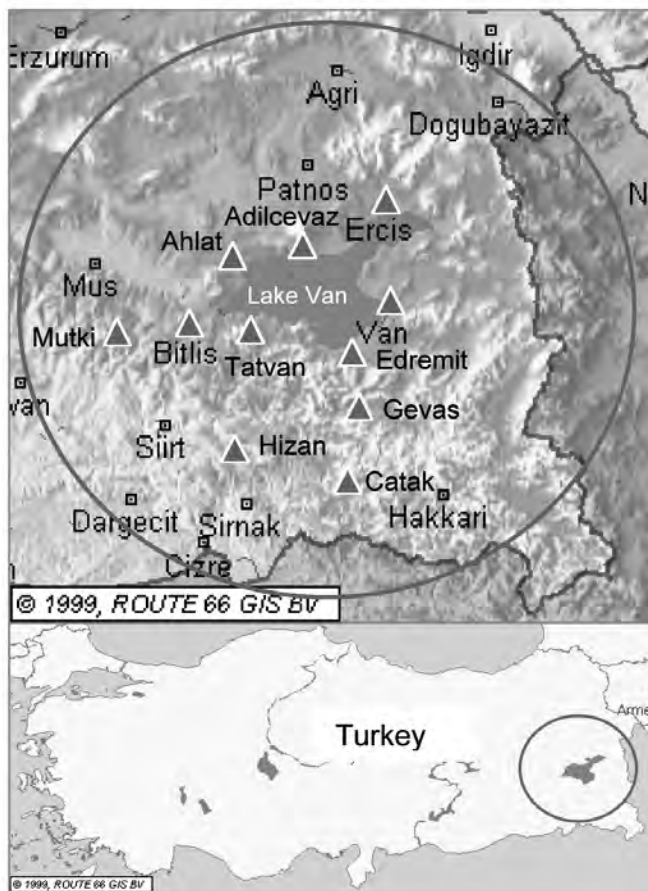 Erzurum
Igdir
Agri
Dogubayazit
N
Patnos
Adilcevaz
Ercis
Ahlat
Mus
Lake Van
Mutki
Bitlis
Van
Tatvan
Edremit
van
Gevas
Siirt
Hizan
Catak
Dargecit
Sirnak
Hakkari
Cizre
© 1999, ROUTE 66 GIS BV
Turkey
Arme
© 1999, ROUTE 66 GIS BV